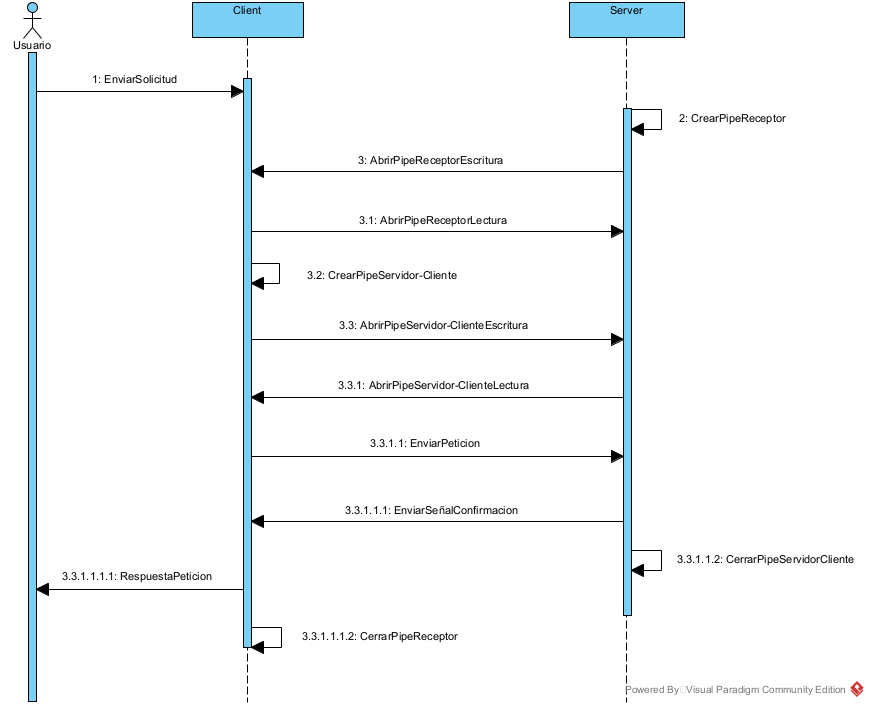 Client
Server
Usuario
1: EnviarSolicitud
2: CrearPipeReceptor
3: AbrirPipeReceptorEscritura
3.1: AbrirPipeReceptorLectura
3.2: CrearPipeServidor-Cliente
3.3: AbrirPipeServidor-ClienteEscritura
3.3.1: AbrirPipeServidor-ClienteLectura
3.3.1.1: EnviarPeticion
3.3.1.1.1: EnviarSeñalConfirmacion
3.3.1.1.2: CerrarPipeServidorCliente
3.3.1.1.1.1: RespuestaPeticion
3.3.1.1.1.2: CerrarPipeReceptor
Powered By Visual Paradigm Community Edition